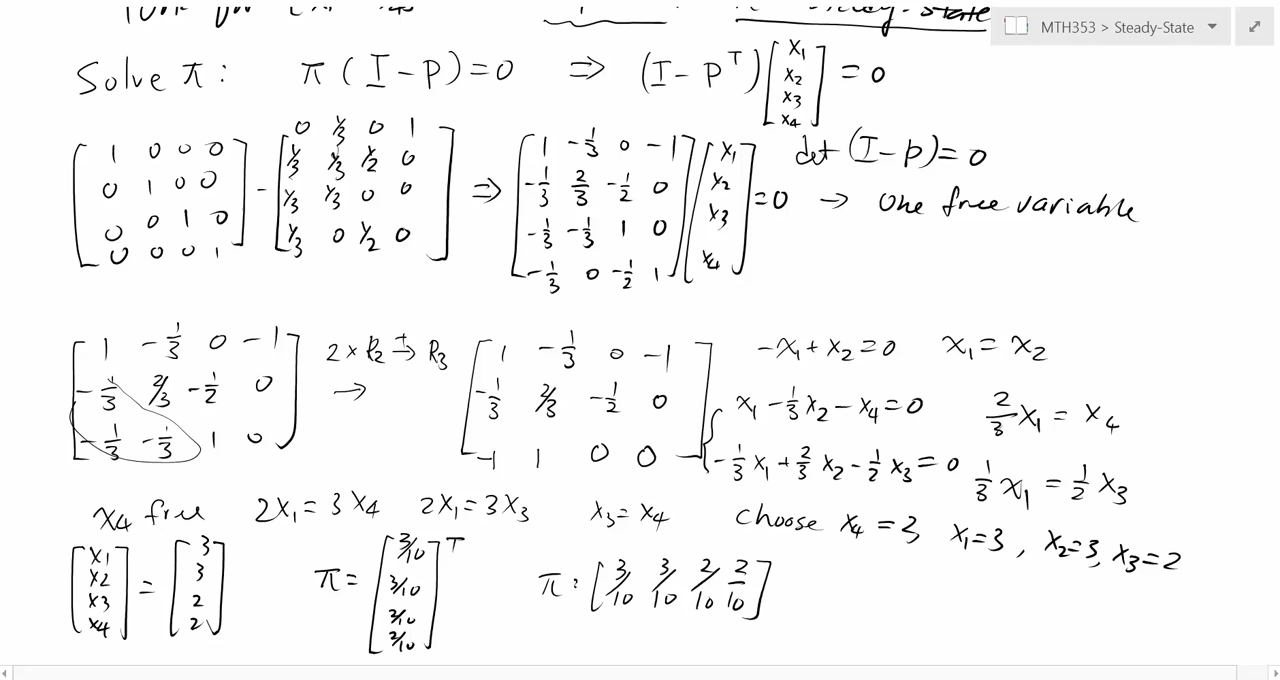 for
MTH353 > Steady-State
Solve π : π ( I - P ) = 0 ⇒ ( I - P^T ) [ x1 x2 x3 x4 ] = 0
[ 1 0 0 0 ; 0 1 0 0 ; 0 0 1 0 ; 0 0 0 1 ] - [ 0 1/3 0 1 ; 1/3 1/3 1/2 0 ; 1/3 1/3 0 0 ; 1/3 0 1/2 0 ] ⇒ [ 1 -1/3 0 -1 ; -1/3 2/3 -1/2 0 ; -1/3 -1/3 1 0 ; -1/3 0 -1/2 1 ] [ x1 x2 x3 x4 ] = 0 → one free variable
det ( I - P ) = 0
[ 1 -1/3 0 -1 ; -1/3 2/3 -1/2 0 ; -1/3 -1/3 1 0 ] 2 × R2 +→ R3 → [ 1 -1/3 0 -1 ; -1/3 2/3 -1/2 0 ; -1 1 0 0 ]
-x1 + x2 = 0 x1 = x2
x1 - 1/3 x2 - x4 = 0 2/3 x1 = x4
-1/3 x1 + 2/3 x2 - 1/2 x3 = 0 1/3 x1 = 1/2 x3
x4 free 2x1 = 3x4 2x1 = 3x3 x3 = x4 choose x4 = x1 = 3 , x2 = 3, x3 = 2
[ x1 x2 x3 x4 ] = [ 3 3 2 2 ] π = [ 3/10 3/10 2/10 2/10 ]^T π : [ 3/10 3/10 2/10 2/10 ]